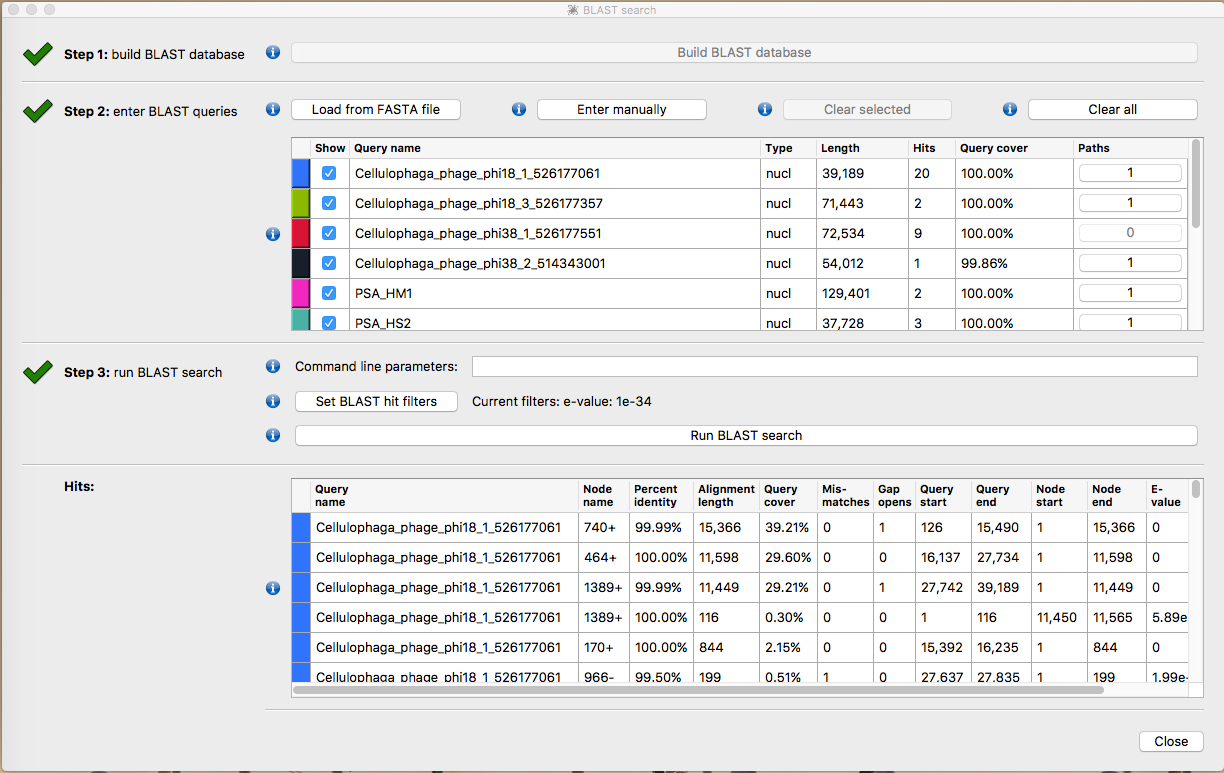 BLAST search
Step 1: build BLAST database
Build BLAST database
Step 2: enter BLAST queries
Load from FASTA file
Enter manually
Clear selected
Clear all
Show Query name Type Length Hits Query cover Paths
Cellulophaga_phage_phi18_1_526177061 nucl 39,189 20 100.00% 1
Cellulophaga_phage_phi18_3_526177357 nucl 71,443 2 100.00% 1
Cellulophaga_phage_phi38_1_526177551 nucl 72,534 9 100.00% 0
Cellulophaga_phage_phi38_2_514343001 nucl 54,012 1 99.86% 1
PSA_HM1 nucl 129,401 2 100.00% 1
PSA_HS2 nucl 37,728 3 100.00% 1
Step 3: run BLAST search
Command line parameters:
Set BLAST hit filters
Current filters: e-value: 1e-34
Run BLAST search
Hits:
Query name Node name Percent identity Alignment length Query cover Mis-matches Gap opens Query start Query end Node start Node end E-value
Cellulophaga_phage_phi18_1_526177061 740+ 99.99% 15,366 39.21% 0 1 126 15,490 1 15,366 0
Cellulophaga_phage_phi18_1_526177061 464+ 100.00% 11,598 29.60% 0 0 16,137 27,734 1 11,598 0
Cellulophaga_phage_phi18_1_526177061 1389+ 99.99% 11,449 29.21% 0 1 27,742 39,189 1 11,449 0
Cellulophaga_phage_phi18_1_526177061 1389+ 100.00% 116 0.30% 0 0 1 116 11,450 11,565 5.89e
Cellulophaga_phage_phi18_1_526177061 170+ 100.00% 844 2.15% 0 0 15,392 16,235 1 844 0
Cellulophaga_phage_phi18_1_526177061 966- 99.50% 199 0.51% 1 0 27,637 27,835 1 199 1.99e-
Close